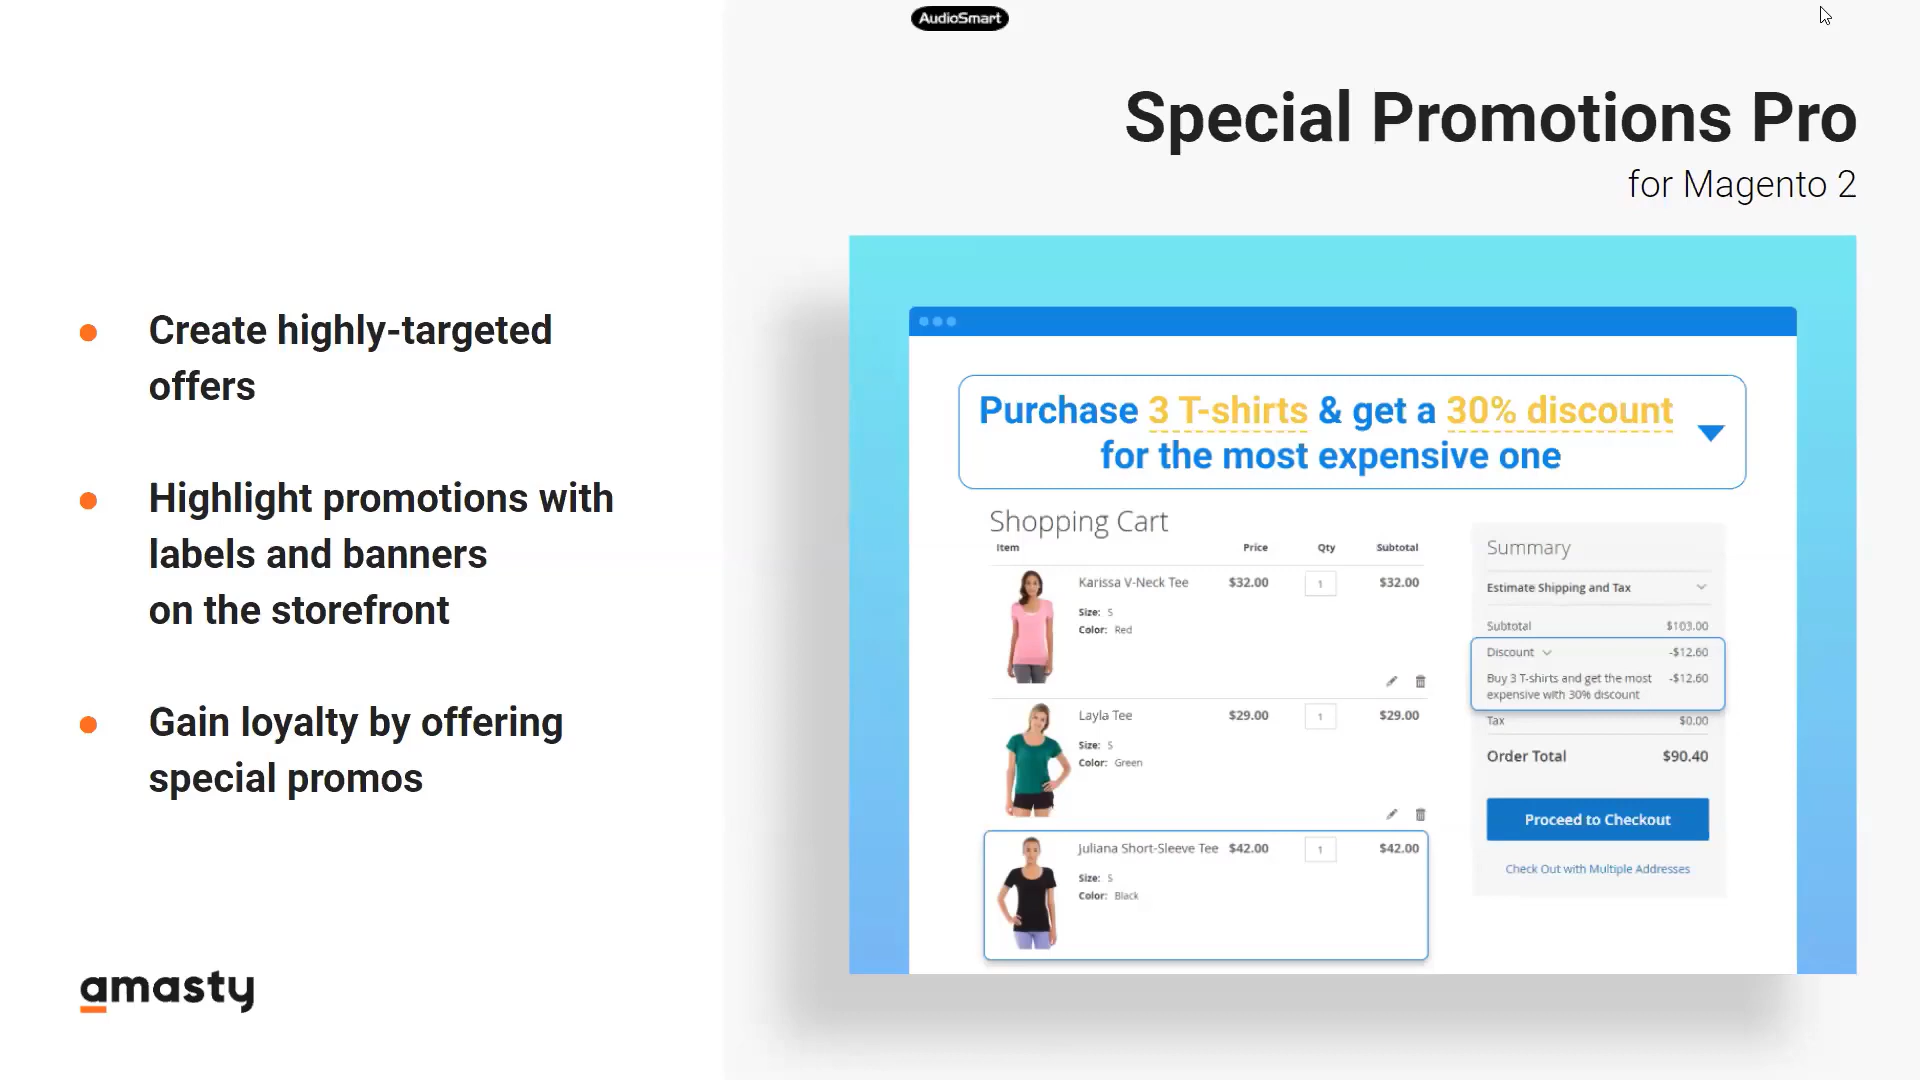 AudioSmart
Special Promotions Pro
for Magento 2
Create highly-targeted
offers
Highlight promotions with
labels and banners
on the storefront
Gain loyalty by offering
special promos
amasty
Purchase 3 T-shirts & get a 30% discount
for the most expensive one
Shopping Cart
Item Price Qty Subtotal
Karissa V-Neck Tee $32.00 1 $32.00
Size: S
Color: Red
Layla Tee $29.00 1 $29.00
Size: S
Color: Green
Juliana Short-Sleeve Tee $42.00 1 $42.00
Size: S
Color: Black
Summary
Estimate Shipping and Tax
Subtotal $103.00
Discount -$12.60
Buy 3 T-shirts and get the most -$12.60
expensive with 30% discount
Tax $0.00
Order Total $90.40
Proceed to Checkout
Check Out with Multiple Addresses